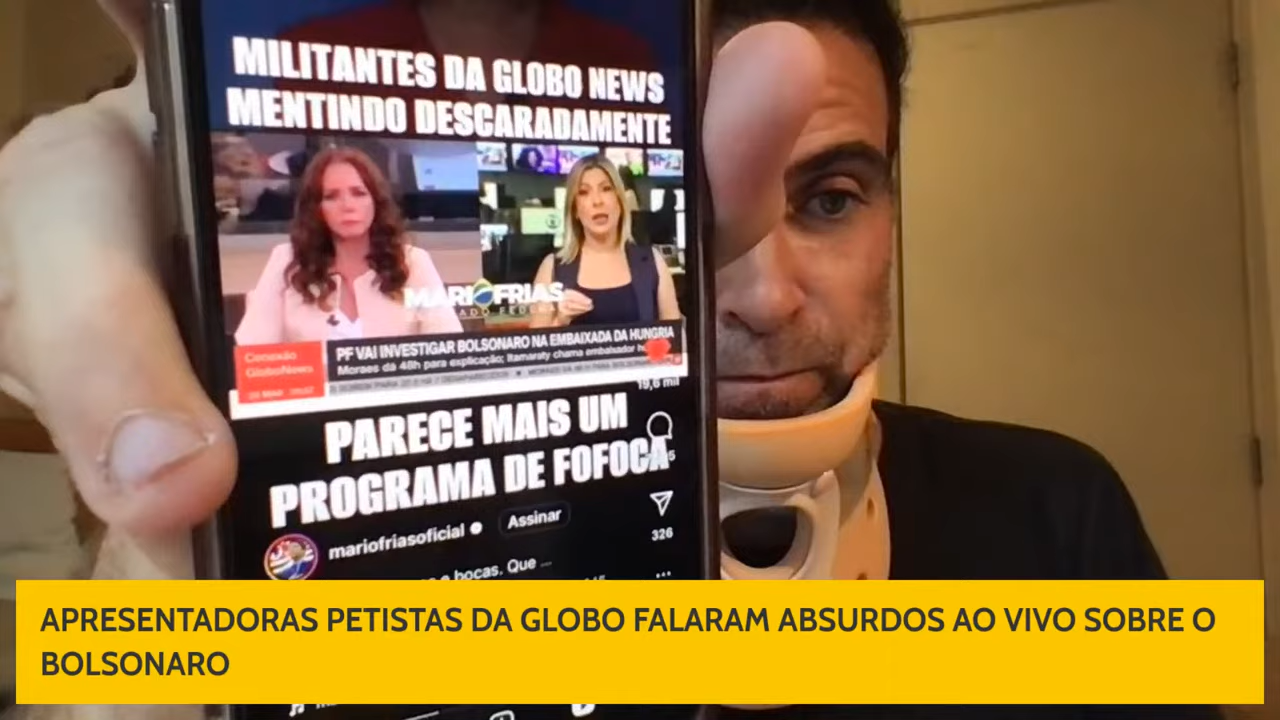 MILITANTES DA GLOBO NEWS
MENTINDO DESCARADAMENTE
MARIO FRIAS
Conexão
GloboNews
PF VAI INVESTIGAR BOLSONARO NA EMBAIXADA DA HUNGRIA
Moraes dá 48h para explicação; Itamaraty chama embaixador
19,6 mil
PARECE MAIS UM
PROGRAMA DE FOFOCA
mariofriasoficial
Assinar
326
bocas. Que ...
APRESENTADORAS PETISTAS DA GLOBO FALARAM ABSURDOS AO VIVO SOBRE O
BOLSONARO